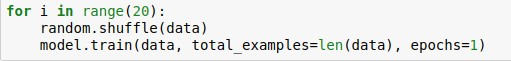 for i in range(20):
    random.shuffle(data)
    model.train(data, total_examples=len(data), epochs=1)